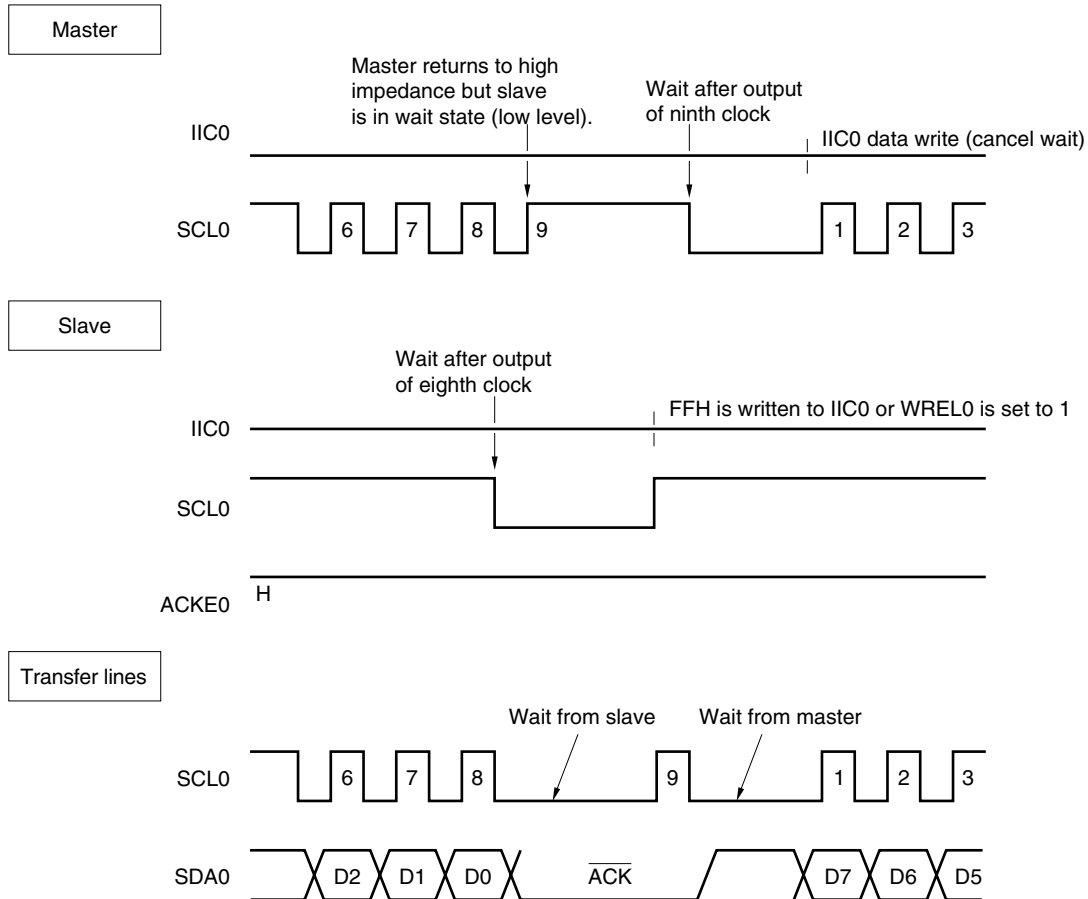 Master
Master returns to high
impedance but slave
is in wait state (low level).
Wait after output
of ninth clock
IIC0
IIC0 data write (cancel wait)
SCL0
6 7 8 9 1 2 3
Slave
Wait after output
of eighth clock
FFH is written to IIC0 or WREL0 is set to 1
IIC0
SCL0
H
ACKE0
Transfer lines
Wait from slave Wait from master
SCL0
6 7 8 9 1 2 3
SDA0
D2 D1 D0 ACK D7 D6 D5